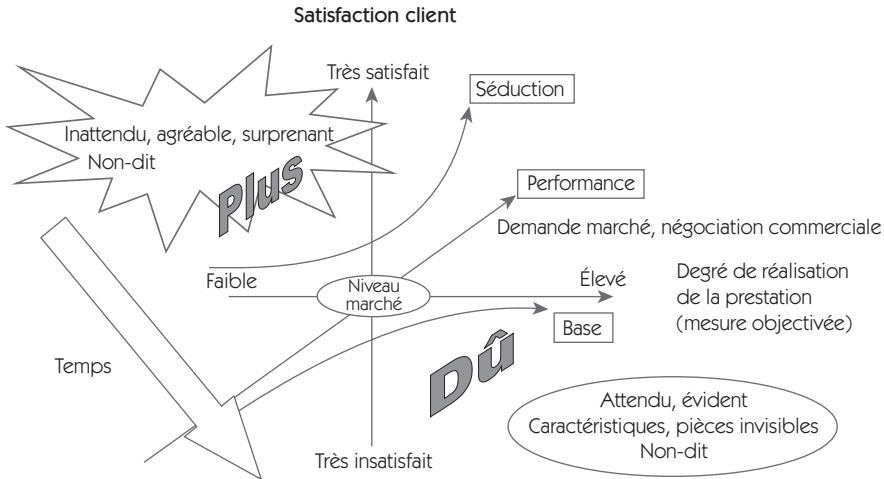 Satisfaction client
Très satisfait
Séduction
Inattendu, agréable, surprenant
Non-dit
Plus
Performance
Demande marché, négociation commerciale
Faible
Niveau
marché
Élevé
Degré de réalisation
de la prestation
(mesure objectivée)
Base
Temps
Dû
Attendu, évident
Caractéristiques, pièces invisibles
Non-dit
Très insatisfait